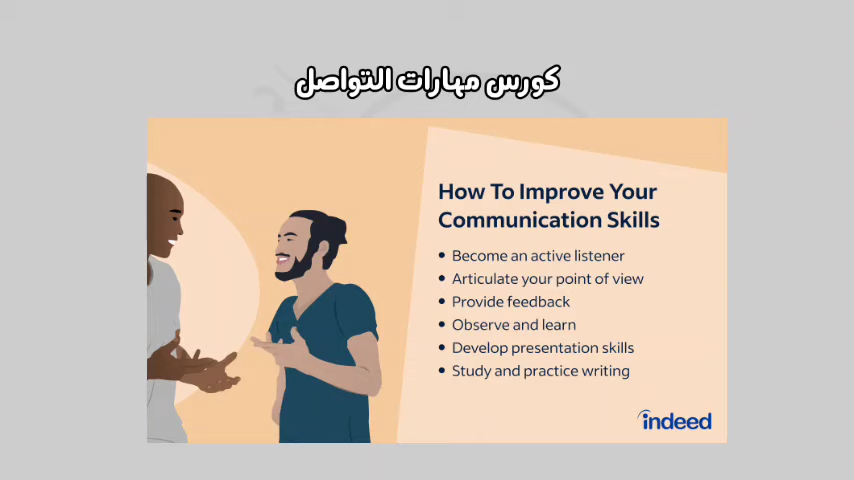 كورس مهارات التواصل
How To Improve Your
Communication Skills
• Become an active listener
• Articulate your point of view
• Provide feedback
• Observe and learn
• Develop presentation skills
• Study and practice writing
indeed